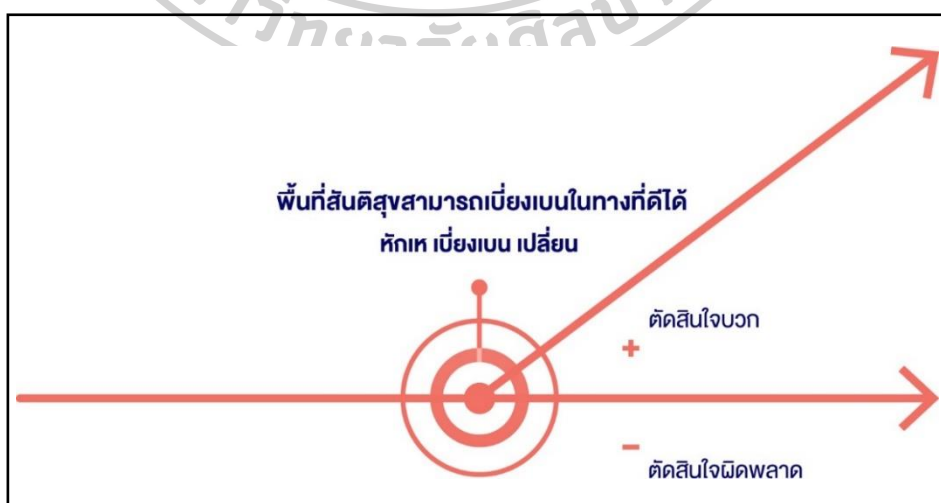 พื้นที่สันติสุขสามารถเบี่ยงเบนในทางที่ดีได้
หักเห เบี่ยงเบน เปลี่ยน
ตัดสินใจบวก
+
-
ตัดสินใจผิดพลาด